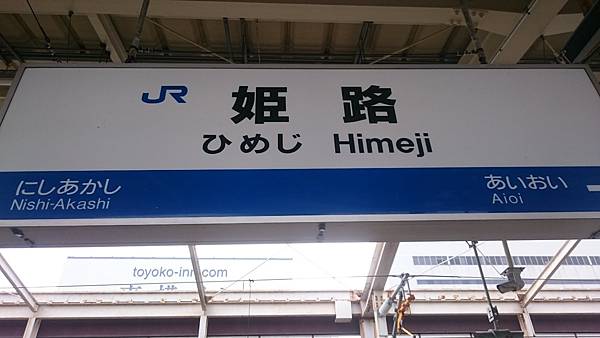 JR 姫路
ひめじ Himeji
にしあかし あいおい
Nishi-Akashi Aioi
toyoko-inn.com